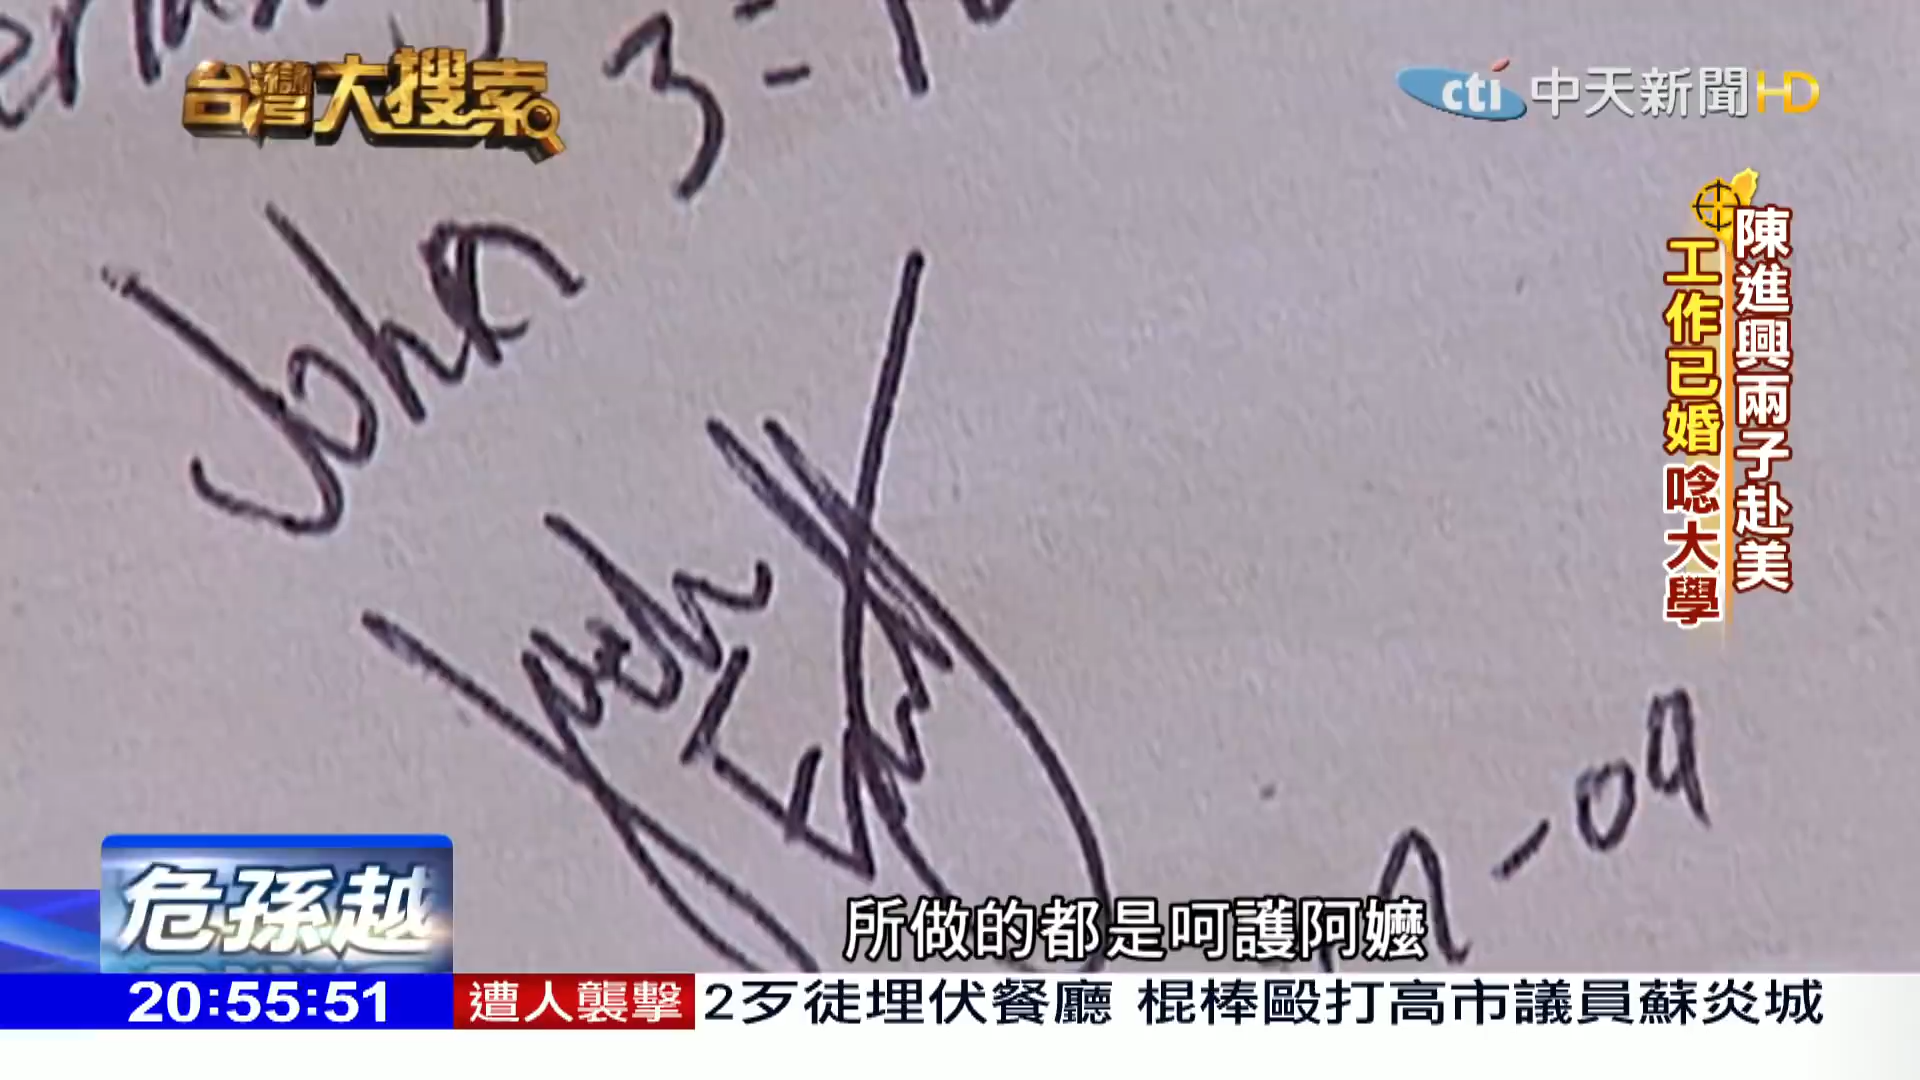 台灣大搜索
cti 中天新聞HD
陳進興兩子赴美
工作已婚 唸大學
John 3=
-09
所做的都是呵護阿嬤
危孫越
20:55:51 遭人襲擊 2歹徒埋伏餐廳 棍棒毆打高市議員蘇炎城